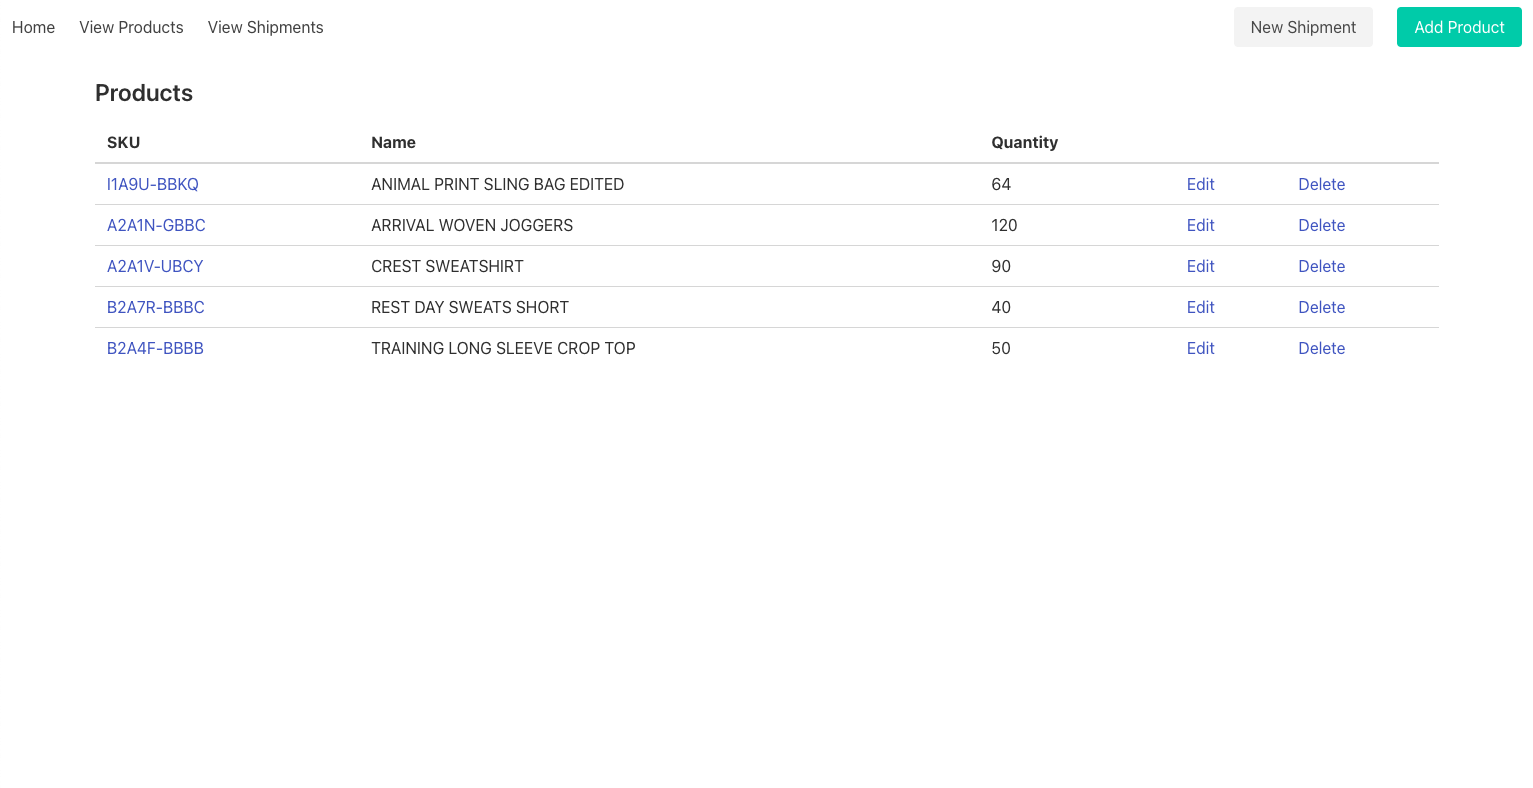 Home View Products View Shipments New Shipment Add Product
Products
SKU Name Quantity
I1A9U-BBKQ ANIMAL PRINT SLING BAG EDITED 64 Edit Delete
A2A1N-GBBC ARRIVAL WOVEN JOGGERS 120 Edit Delete
A2A1V-UBCY CREST SWEATSHIRT 90 Edit Delete
B2A7R-BBBC REST DAY SWEATS SHORT 40 Edit Delete
B2A4F-BBBB TRAINING LONG SLEEVE CROP TOP 50 Edit Delete